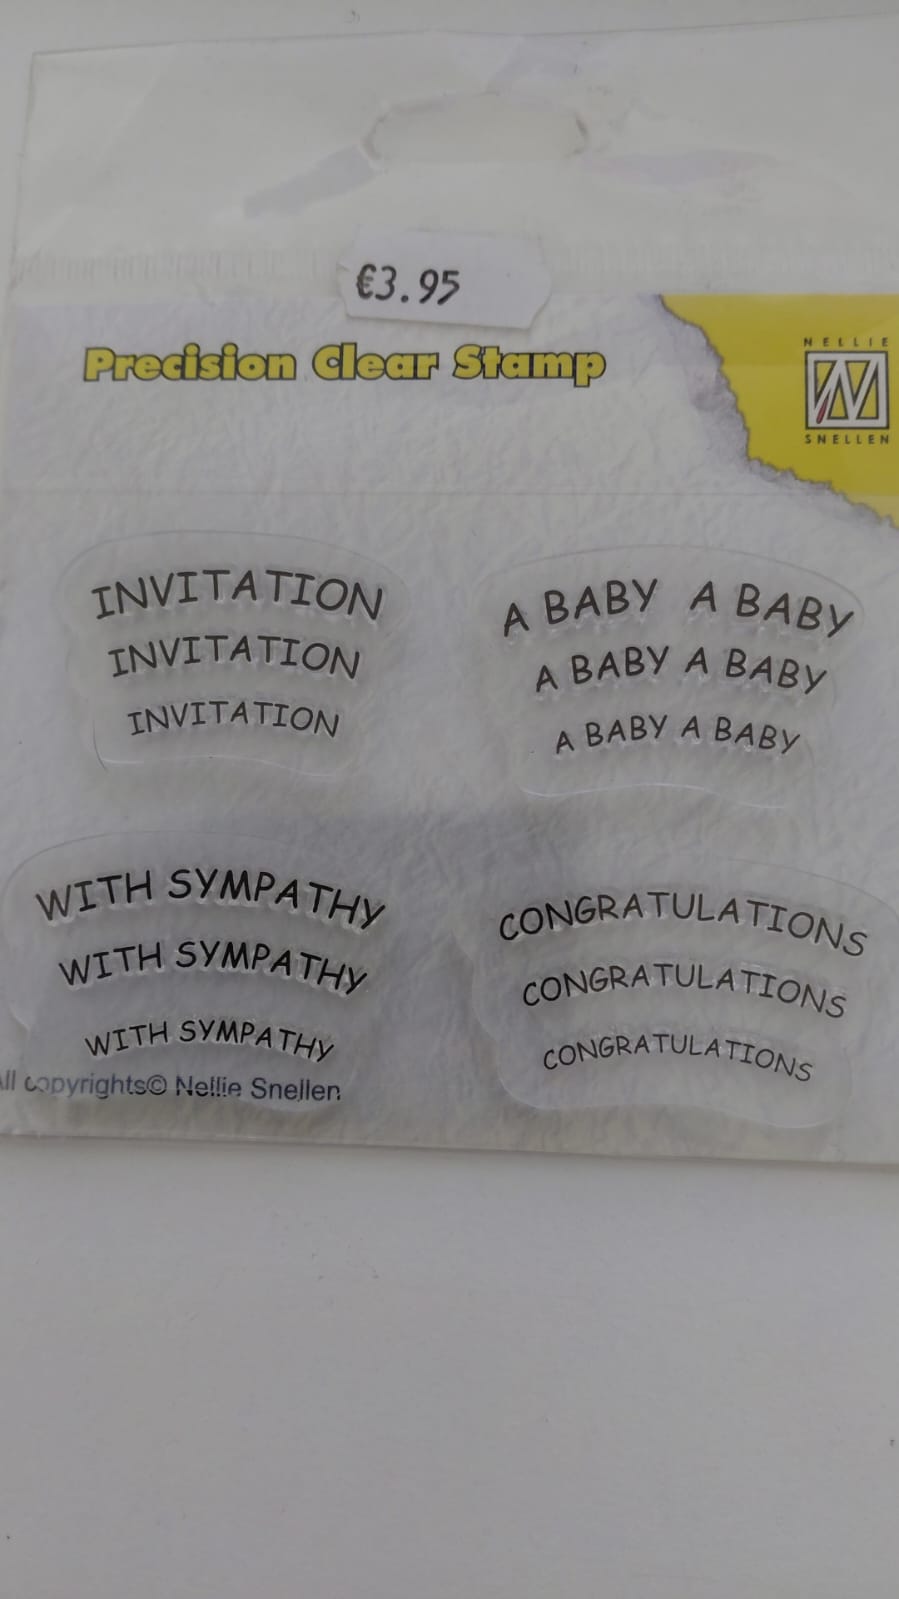 €3.95
Precision Clear Stamp
NELLIE
SNELLEN
INVITATION
INVITATION
INVITATION
A BABY A BABY
A BABY A BABY
A BABY A BABY
WITH SYMPATHY
WITH SYMPATHY
WITH SYMPATHY
CONGRATULATIONS
CONGRATULATIONS
CONGRATULATIONS
All copyrights© Nellie Snellen